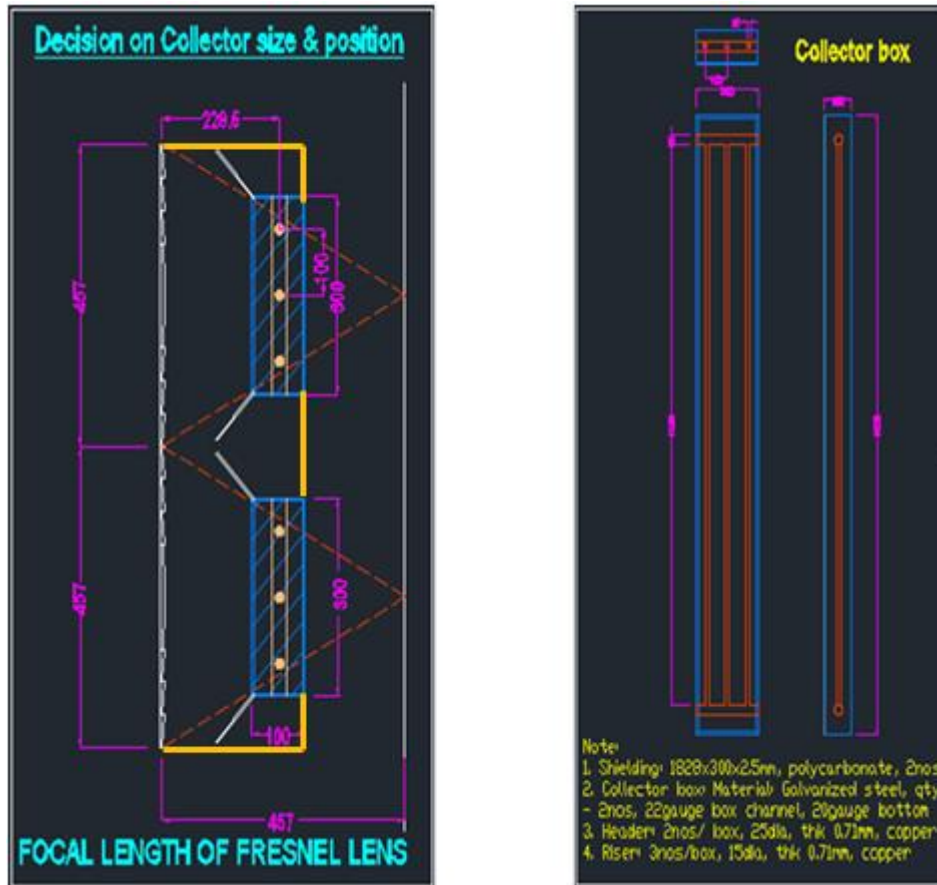 Decision on Collector size & position
228.5
457
100
300
457
300
100
457
FOCAL LENGTH OF FRESNEL LENS
Collector box
Note:
1. Shielding: 1828x300x2.5mm, polycarbonate, 2nos
2. Collector box: Material: Galvanized steel, qty
- 2nos, 22gauge box channel, 20gauge bottom
3. Header: 2nos/ box, 25dia, thk 0.71mm, copper
4. Riser: 3nos/box, 15dia, thk 0.71mm, copper